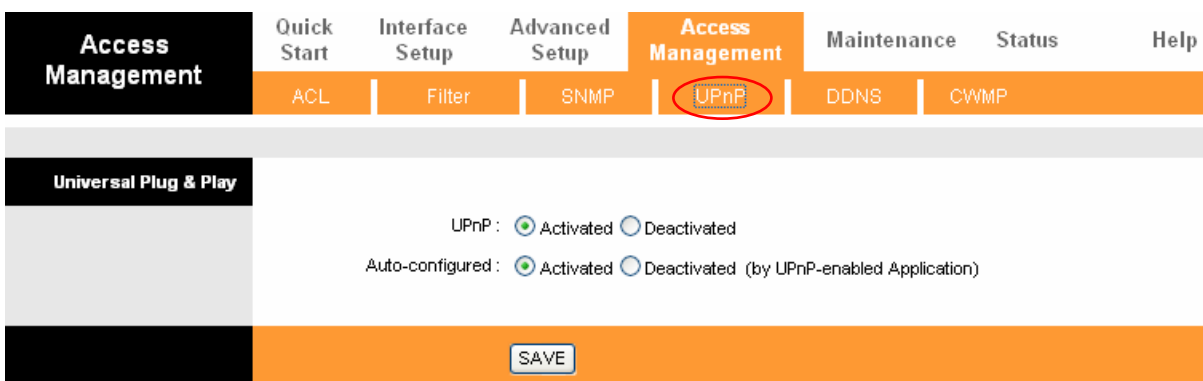 Access Management
Quick Start
Interface Setup
Advanced Setup
Access Management
Maintenance
Status
Help
ACL
Filter
SNMP
UPnP
DDNS
CWMP
Universal Plug & Play
UPnP : Activated Deactivated
Auto-configured : Activated Deactivated (by UPnP-enabled Application)
SAVE